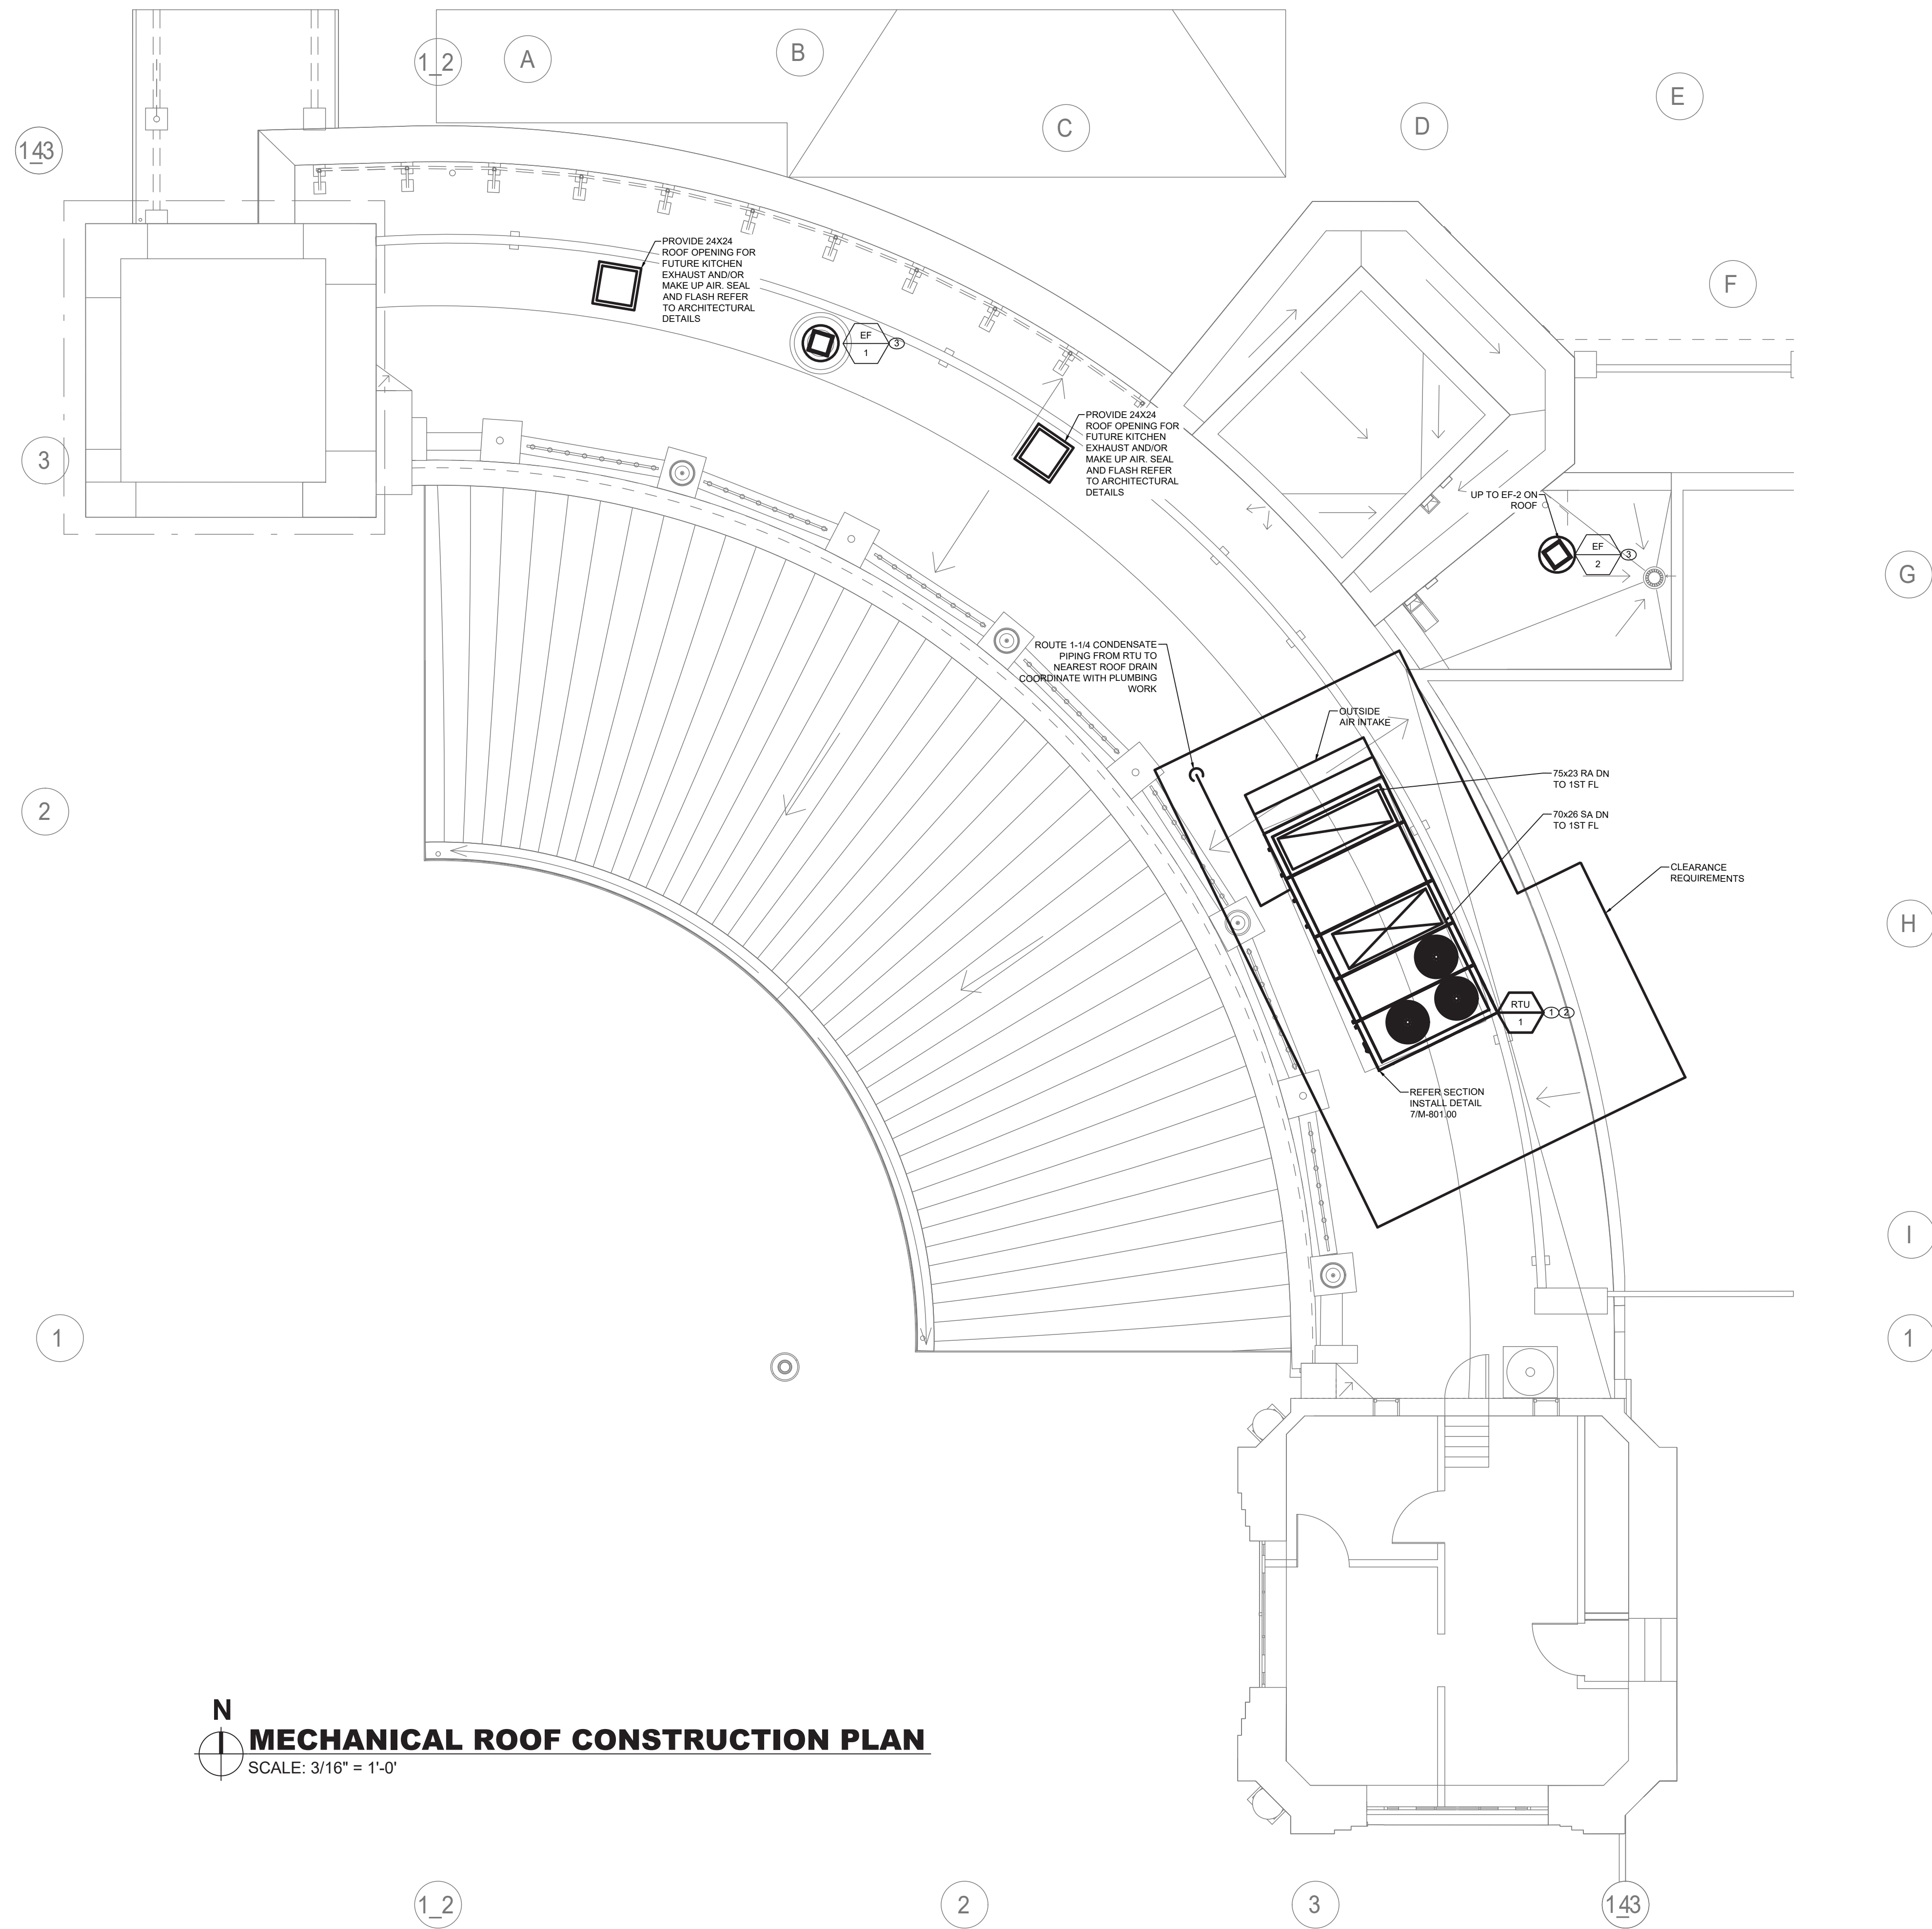 1_2
A
B
C
D
E
F
143
3
2
1
G
H
I
1
PROVIDE 24X24
ROOF OPENING FOR
FUTURE KITCHEN
EXHAUST AND/OR
MAKE UP AIR. SEAL
AND FLASH REFER
TO ARCHITECTURAL
DETAILS
EF
1
3
PROVIDE 24X24
ROOF OPENING FOR
FUTURE KITCHEN
EXHAUST AND/OR
MAKE UP AIR. SEAL
AND FLASH REFER
TO ARCHITECTURAL
DETAILS
UP TO EF-2 ON
ROOF
EF
2
3
ROUTE 1-1/4 CONDENSATE
PIPING FROM RTU TO
NEAREST ROOF DRAIN
COORDINATE WITH PLUMBING
WORK
OUTSIDE
AIR INTAKE
75x23 RA DN
TO 1ST FL
70x26 SA DN
TO 1ST FL
CLEARANCE
REQUIREMENTS
RTU
1
1 2
REFER SECTION
INSTALL DETAIL
7/M-801.00
N
MECHANICAL ROOF CONSTRUCTION PLAN
SCALE: 3/16" = 1'-0'
1_2
2
3
143